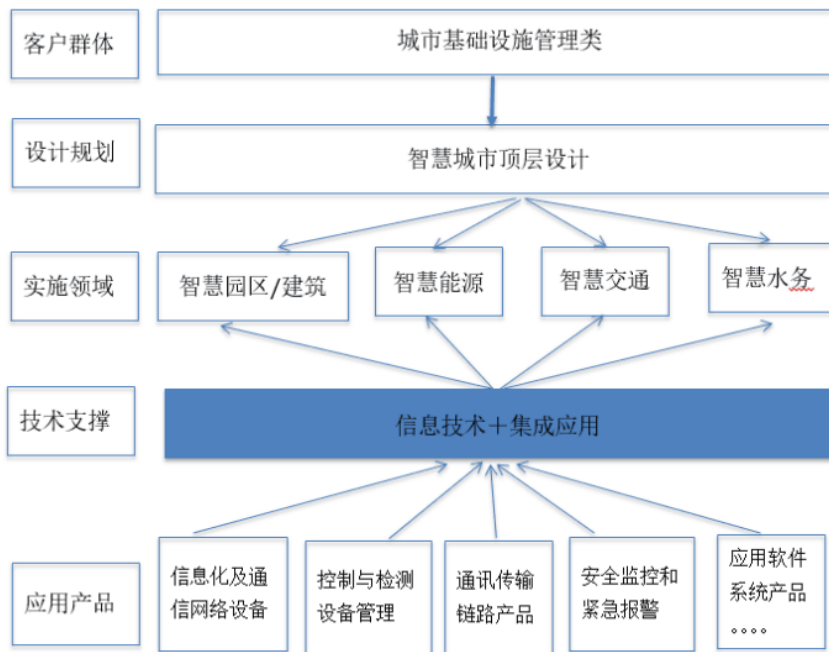 客户群体
城市基础设施管理类
设计规划
智慧城市顶层设计
实施领域
智慧园区/建筑
智慧能源
智慧交通
智慧水务
技术支撑
信息技术＋集成应用
应用产品
信息化及通
信网络设备
控制与检测
设备管理
通讯传输
链路产品
安全监控和
紧急报警
应用软件
系统产品
。。。。